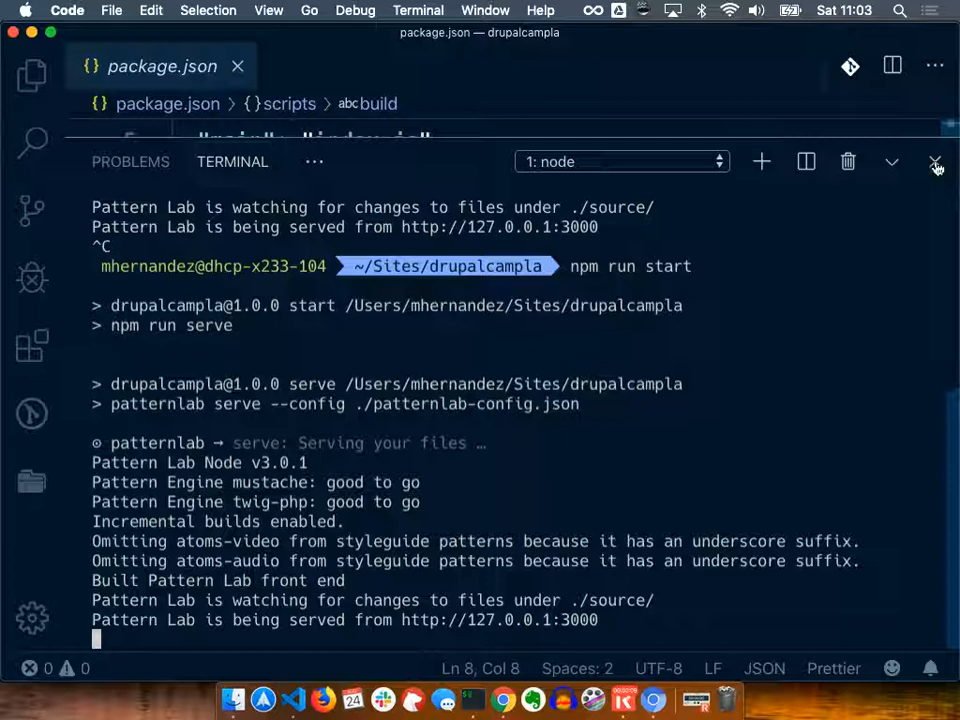 Code File Edit Selection View Go Debug Terminal Window Help Sat 11:03
package.json — drupalcampla
{} package.json
{} package.json > {} scripts > abc build
PROBLEMS TERMINAL ··· 1: node
Pattern Lab is watching for changes to files under ./source/
Pattern Lab is being served from http://127.0.0.1:3000
^C
mhernandez@dhcp-x233-104 ~/Sites/drupalcampla npm run start
> drupalcampla@1.0.0 start /Users/mhernandez/Sites/drupalcampla
> npm run serve
> drupalcampla@1.0.0 serve /Users/mhernandez/Sites/drupalcampla
> patternlab serve --config ./patternlab-config.json
⊙ patternlab → serve: Serving your files …
Pattern Lab Node v3.0.1
Pattern Engine mustache: good to go
Pattern Engine twig-php: good to go
Incremental builds enabled.
Omitting atoms-video from styleguide patterns because it has an underscore suffix.
Omitting atoms-audio from styleguide patterns because it has an underscore suffix.
Built Pattern Lab front end
Pattern Lab is watching for changes to files under ./source/
Pattern Lab is being served from http://127.0.0.1:3000
0 0 Ln 8, Col 8 Spaces: 2 UTF-8 LF JSON Prettier
24